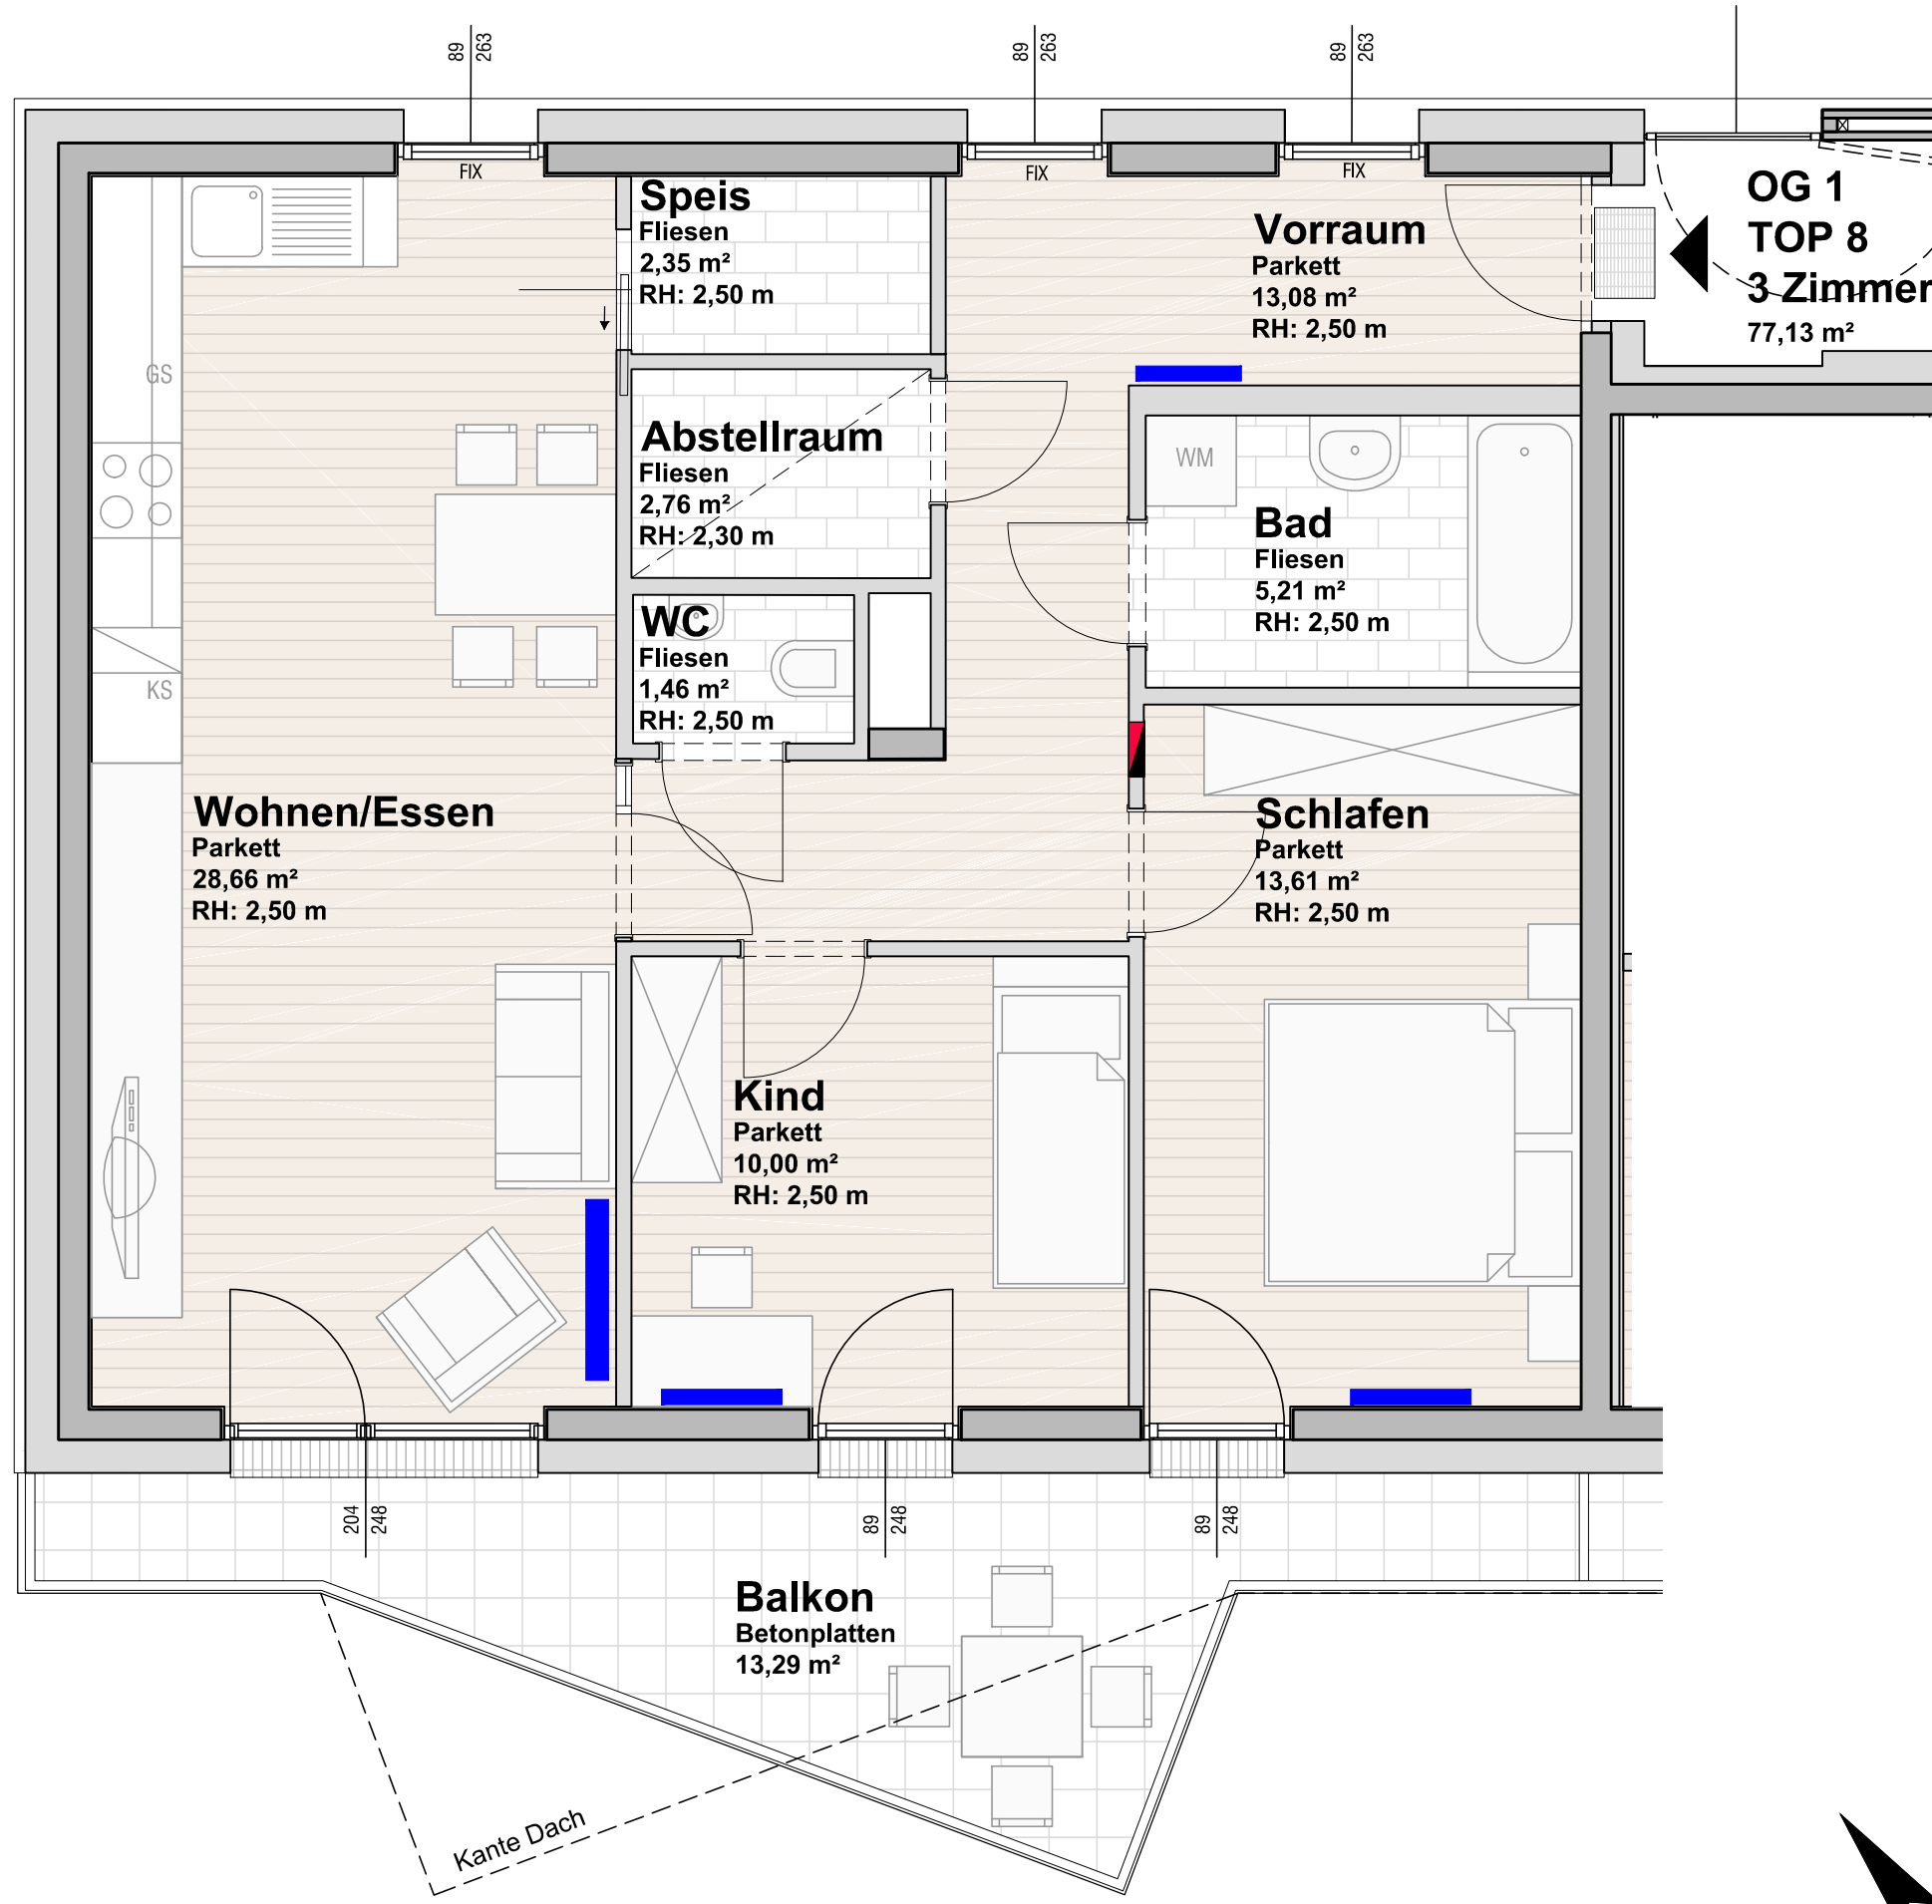 89
263
89
263
89
263
FIX
FIX
FIX
Speis
Fliesen
2,35 m²
RH: 2,50 m
Vorraum
Parkett
13,08 m²
RH: 2,50 m
OG 1
TOP 8
3 Zimmer
77,13 m²
GS
Abstellraum
Fliesen
2,76 m²
RH: 2,30 m
WM
Bad
Fliesen
5,21 m²
RH: 2,50 m
WC
Fliesen
1,46 m²
RH: 2,50 m
KS
Wohnen/Essen
Parkett
28,66 m²
RH: 2,50 m
Schlafen
Parkett
13,61 m²
RH: 2,50 m
Kind
Parkett
10,00 m²
RH: 2,50 m
204
248
89
248
89
248
Balkon
Betonplatten
13,29 m²
Kante Dach